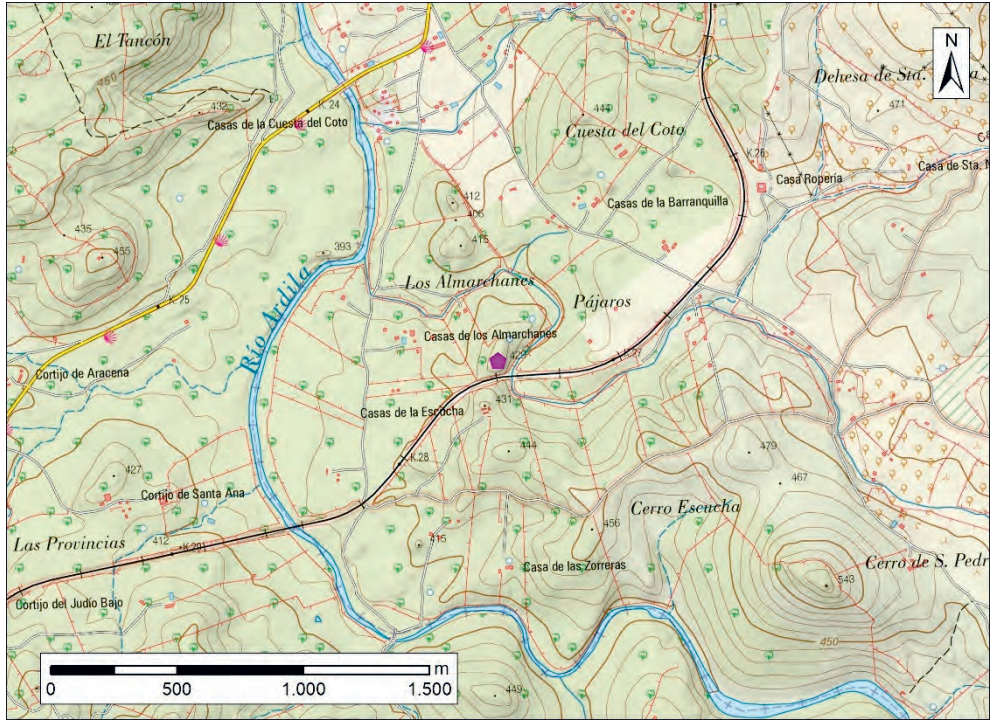 El Tancón
450
432
K. 24
Casas de la Cuesta del Coto
N
Dehesa de Sta.
471
444
Cuesta del Coto
K.26
Casa Ropería
Casa de Sta.
Casas de la Barranquilla
412
406
415
435
455
393
Río Ardila
Los Almarchanes
Pájaros
K. 25
Casas de los Almarchanes
429
K.27
Cortijo de Aracena
Casas de la Escucha
431
444
479
K.28
427
467
Cortijo de Santa Ana
Cerro Escucha
456
412
K.29
415
Las Provincias
Casa de las Zorreras
Cerro de S. Pedr
543
Cortijo del Judío Bajo
450
449
m
0 500 1.000 1.500